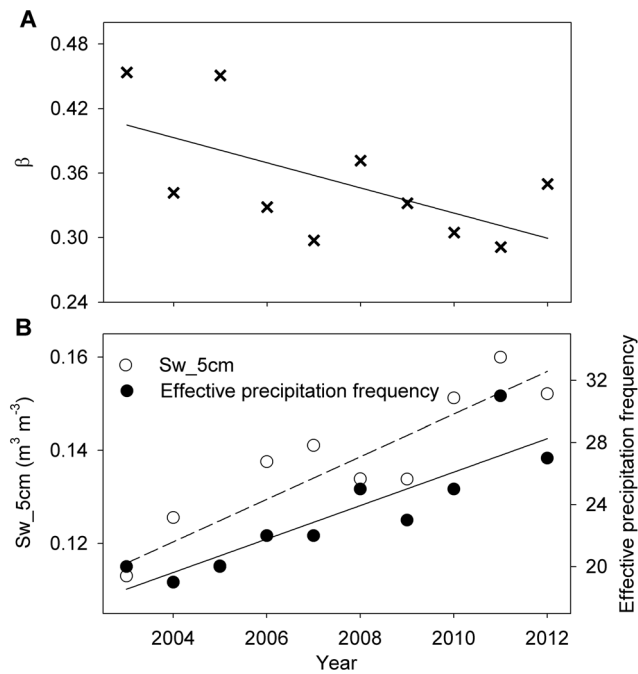 A
0.48
0.42
0.36
0.30
0.24
β
B
0.16
0.14
0.12
Sw_5cm (m³ m⁻³)
Sw_5cm
Effective precipitation frequency
32
28
24
20
Effective precipitation frequency
2004 2006 2008 2010 2012
Year